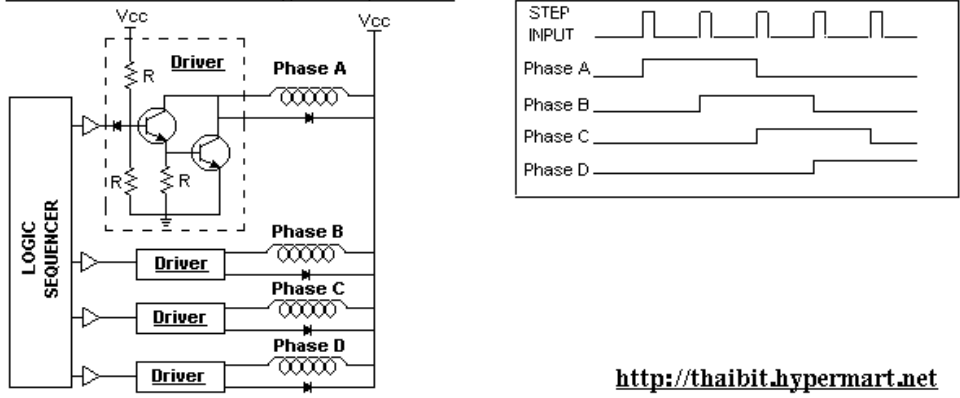 Vcc
Vcc
Driver
Phase A
R
R
R
LOGIC
SEQUENCER
Phase B
Driver
Phase C
Driver
Phase D
Driver
STEP
INPUT
Phase A
Phase B
Phase C
Phase D
http://thaibit.hypermart.net